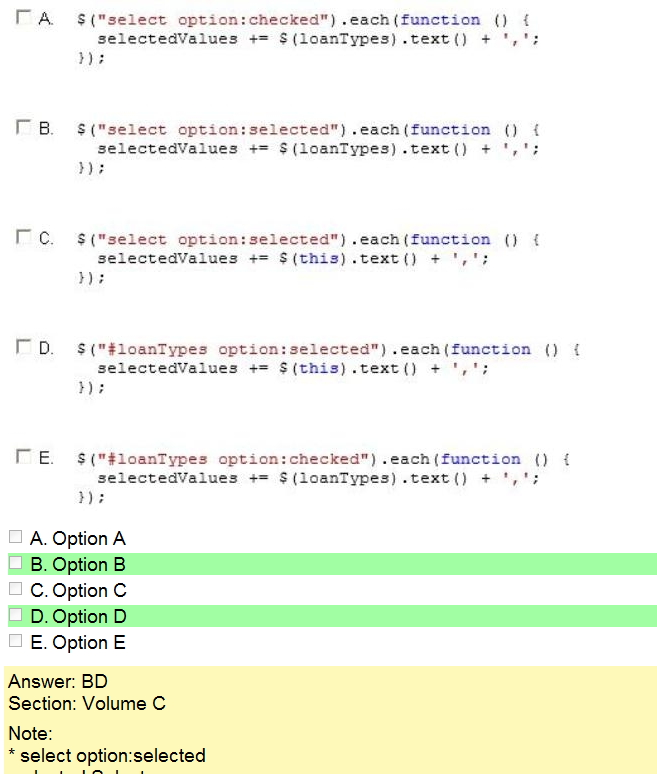 A. $("select option:checked").each(function () {
selectedValues += $(loanTypes).text() + ',';
});
B. $("select option:selected").each(function () {
selectedValues += $(loanTypes).text() + ',';
});
C. $("select option:selected").each(function () {
selectedValues += $(this).text() + ',';
});
D. $("#loanTypes option:selected").each(function () {
selectedValues += $(this).text() + ',';
});
E. $("#loanTypes option:checked").each(function () {
selectedValues += $(loanTypes).text() + ',';
});
A. Option A
B. Option B
C. Option C
D. Option D
E. Option E
Answer: BD
Section: Volume C
Note:
* select option:selected